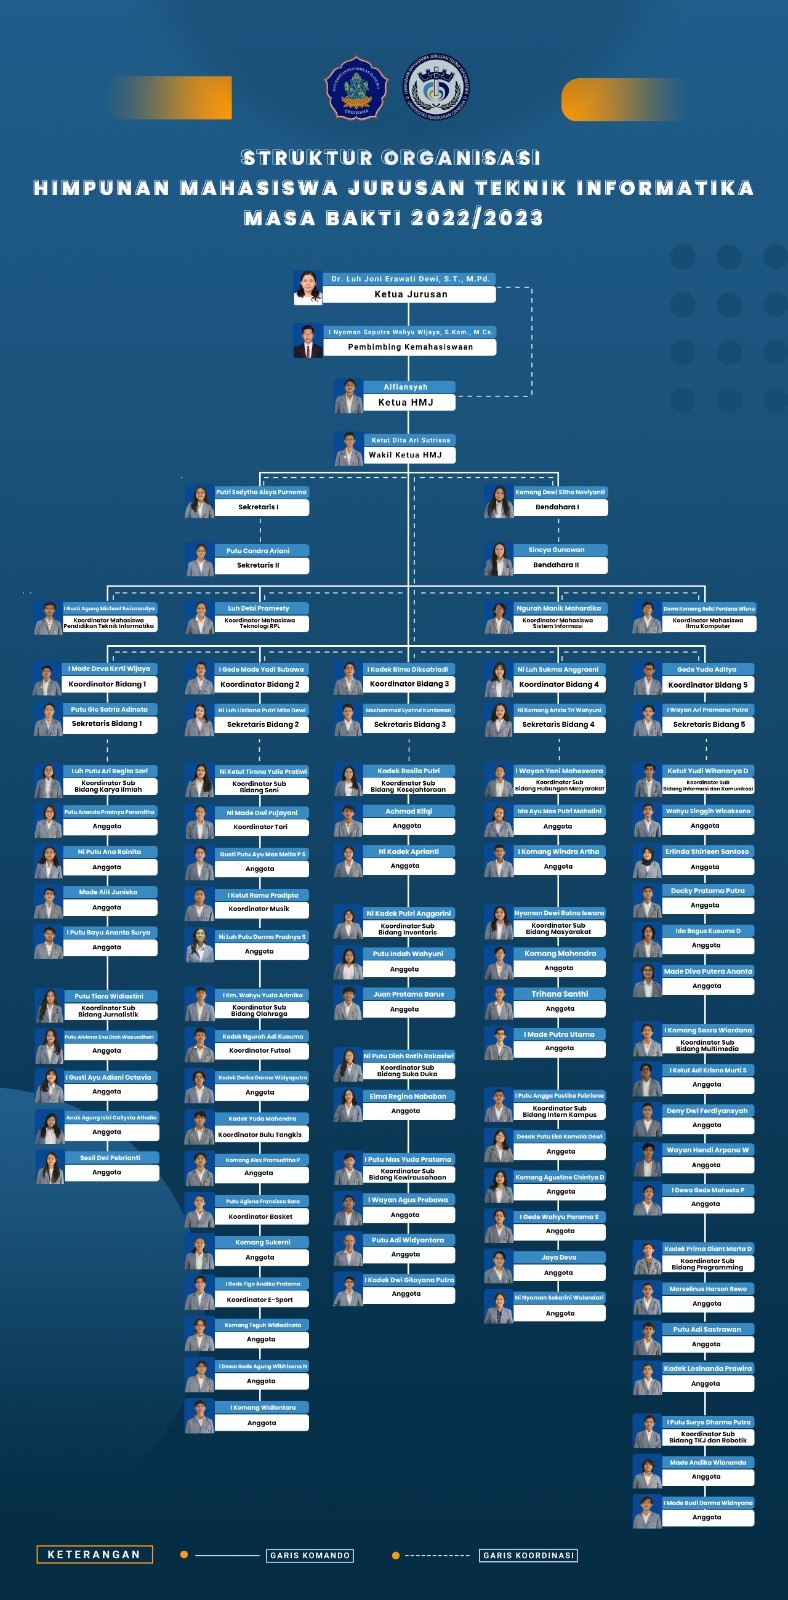 STRUKTUR ORGANISASI
HIMPUNAN MAHASISWA JURUSAN TEKNIK INFORMATIKA
MASA BAKTI 2022/2023
Dr. Luh Joni Erawati Dewi, S.T., M.Pd.
Ketua Jurusan
I Nyoman Saputra Wahyu Wijaya, S.Kom., M.Cs.
Pembimbing Kemahasiswaan
Alfiansyah
Ketua HMJ
Ketut Dita Ari Sutrisna
Wakil Ketua HMJ
Putri Eodytha Aisya Purnomo
Sekretaris I
Komang Dewi Sitha Noviyanti
Bendahara I
Putu Candra Ariani
Sekretaris II
Sinsya Gunawan
Bendahara II
I Gusti Agung Michael
Koordinator Mahasiswa
Pendidikan Teknik Informatika
Luh Debi Pramesty
Koordinator Mahasiswa
Teknologi RPL
Ngurah Manik Mahardika
Koordinator Mahasiswa
Sistem Informasi
Dewa Komang Perdana Wisnu
Koordinator Mahasiswa
Ilmu Komputer
I Made Deva Kerti Wijaya
Koordinator Bidang 1
Putu Gio Satria Adinata
Sekretaris Bidang 1
Luh Putu Ari Regita Sari
Koordinator Sub
Bidang Karya Ilmiah
Putu Ananda Pradnya Paramitha
Anggota
Ni Putu Ana Rainita
Anggota
Made Alit Juniska
Anggota
I Putu Bayu Ananta Surya
Anggota
Putu Tiara Widiastini
Koordinator Sub
Bidang Jurnalistik
Putu Diah Wasundhari
Anggota
I Gusti Ayu Adiani Octavia
Anggota
Anak Agung Istri Callysta Athalia
Anggota
Sesil Dwi Febrianti
Anggota
I Gede Made Yadi Subawa
Koordinator Bidang 2
Ni Luh Listiana Putri Mita Dewi
Sekretaris Bidang 2
Ni Ketut Tirana Yulia Pratiwi
Koordinator Sub
Bidang Seni
Ni Made Dwi Pujayani
Koordinator Tari
Gusti Putu Ayu Mas Meita P S
Anggota
I Ketut Rama Pradipta
Koordinator Musik
Ni Luh Putu Darma Pradnya S
Anggota
I Km. Wahyu Yuda Arimika
Koordinator Sub
Bidang Olahraga
Kadek Ngurah Adi Kusuma
Koordinator Futsal
Kadek Dwika Darma Widyaputra
Anggota
Kadek Yuda Mahendra
Koordinator Bulu Tangkis
Komang Alex Pramuditha P
Anggota
Putu Agisna Fransisco Sara
Koordinator Basket
Komang Sukerni
Anggota
I Gede Figo Andika Pratama
Koordinator E-Sport
Komang Teguh Widiadinata
Anggota
I Dewa Gede Agung Wibhisana N
Anggota
I Komang Widiantara
Anggota
I Kadek Bima Diksatriadi
Koordinator Bidang 3
Mochammad Syahrul Kurniawan
Sekretaris Bidang 3
Kadek Rosila Putri
Koordinator Sub
Bidang Kesejahteraan
Achmad Rifqi
Anggota
Ni Kadek Aprianti
Anggota
Ni Kadek Putri Anggarini
Koordinator Sub
Bidang Inventaris
Putu Indah Wahyuni
Anggota
Juan Pratama Barus
Anggota
Ni Putu Diah Ratih Rakasiwi
Koordinator Sub
Bidang Suka Duka
Elma Regina Nababan
Anggota
I Putu Mas Yuda Pratama
Koordinator Sub
Bidang Kewirausahaan
I Wayan Agus Prebawa
Anggota
Putu Adi Widyantara
Anggota
I Kadek Dwi Gitayana Putra
Anggota
Ni Luh Sukma Anggraeni
Koordinator Bidang 4
Ni Komang Arista Tri Wahyuni
Sekretaris Bidang 4
I Wayan Yoni Maheswara
Koordinator Sub
Bidang Hubungan Masyarakat
Ida Ayu Mas Putri Mahalini
Anggota
I Komang Windra Artha
Anggota
Nyoman Dewi Ratnu Iswara
Koordinator Sub
Bidang Masyarakat
Komang Mahendra
Anggota
Trihana Santhi
Anggota
I Made Putra Utama
Anggota
I Putu Angga Pastika Febriana
Koordinator Sub
Bidang Intern Kampus
Desak Putu Eka Komala Dewi
Anggota
Komang Agustine Chintya D
Anggota
I Gede Wahyu Parama S
Anggota
Jaya Deva
Anggota
Ni Nyoman Sekarini Wulandari
Anggota
Gede Yuda Aditya
Koordinator Bidang 5
I Wayan Ari Pramana Putra
Sekretaris Bidang 5
Ketut Yudi Witanarya D
Koordinator Sub
Bidang Informasi dan Komunikasi
Wahyu Singgih Wicaksono
Anggota
Erlinda Shirleen Santoso
Anggota
Decky Pratama Putra
Anggota
Ida Bagus Kusuma D
Anggota
Made Diva Putera Ananta
Anggota
I Komang Sasra Wiardana
Koordinator Sub
Bidang Multimedia
I Ketut Adi Krisna Murti S
Anggota
Deny Dwi Ferdiyansyah
Anggota
Wayan Hendi Arpana W
Anggota
I Dewa Gede Mahesta P
Anggota
Kadek Prima Giant Marta D
Koordinator Sub
Bidang Programming
Marselinus Harson Rewo
Anggota
Putu Adi Sastrawan
Anggota
Kadek Losinanda Prawira
Anggota
I Putu Surya Dharma Putra
Koordinator Sub
Bidang TKJ dan Robotik
Made Andika Wiananda
Anggota
I Made Budi Darma Widnyana
Anggota
KETERANGAN
GARIS KOMANDO
GARIS KOORDINASI